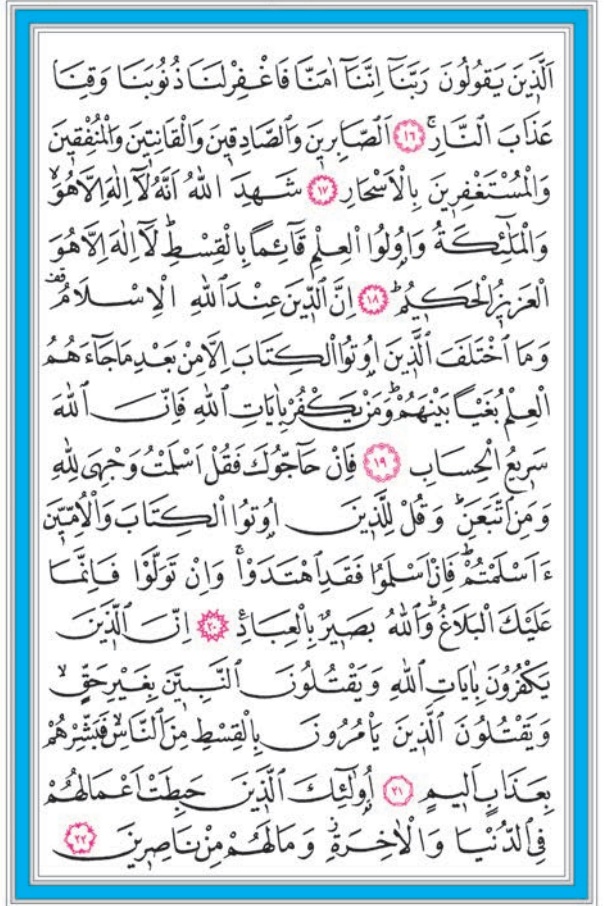 اَلَّذ۪ينَ يَقُولُونَ رَبَّنَٓا اِنَّنَٓا اٰمَنَّا فَاغْفِرْلَنَا ذُنُوبَنَا وَقِنَا
عَذَابَ النَّارِۚ ﴿١٦﴾ اَلصَّابِر۪ينَ وَالصَّادِق۪ينَ وَالْقَانِت۪ينَ وَالْمُنْفِق۪ينَ
وَالْمُسْتَغْفِر۪ينَ بِالْاَسْحَارِ ﴿١٧﴾ شَهِدَ اللّٰهُ اَنَّهُ لَٓا اِلٰهَ اِلَّا هُوَۙ
وَالْمَلٰٓئِكَةُ وَاُو۬لُوا الْعِلْمِ قَٓائِمًا بِالْقِسْطِۜ لَٓا اِلٰهَ اِلَّا هُوَ
الْعَز۪يزُ الْحَك۪يمُۜ ﴿١٨﴾ اِنَّ الدّ۪ينَ عِنْدَ اللّٰهِ الْاِسْلَامُ۠
وَمَا اخْتَلَفَ الَّذ۪ينَ اُو۫تُوا الْكِتَابَ اِلَّا مِنْ بَعْدِ مَا جَٓاءَهُمُ
الْعِلْمُ بَغْيًا بَيْنَهُمْۜ وَمَنْ يَكْفُرْ بِاٰيَاتِ اللّٰهِ فَاِنَّ اللّٰهَ
سَر۪يعُ الْحِسَابِ ﴿١٩﴾ فَاِنْ حَٓاجُّوكَ فَقُلْ اَسْلَمْتُ وَجْهِيَ لِلّٰهِ
وَمَنِ اتَّبَعَنِۜ وَقُلْ لِلَّذ۪ينَ اُو۫تُوا الْكِتَابَ وَالْاُمِّيّ۪نَ
ءَاَسْلَمْتُمْۜ فَاِنْ اَسْلَمُوا فَقَدِ اهْتَدَوْاۚ وَاِنْ تَوَلَّوْا فَاِنَّمَا
عَلَيْكَ الْبَلَاغُۜ وَاللّٰهُ بَص۪يرٌ بِالْعِبَادِ۟ ﴿٢٠﴾ اِنَّ الَّذ۪ينَ
يَكْفُرُونَ بِاٰيَاتِ اللّٰهِ وَيَقْتُلُونَ النَّبِيّ۪نَ بِغَيْرِ حَقٍّۙ
وَيَقْتُلُونَ الَّذ۪ينَ يَأْمُرُونَ بِالْقِسْطِ مِنَ النَّاسِۙ فَبَشِّرْهُمْ
بِعَذَابٍ اَل۪يمٍ ﴿٢١﴾ اُو۬لٰٓئِكَ الَّذ۪ينَ حَبِطَتْ اَعْمَالُهُمْ
فِي الدُّنْيَا وَالْاٰخِرَةِۘ وَمَا لَهُمْ مِنْ نَاصِر۪ينَ ﴿٢٢﴾